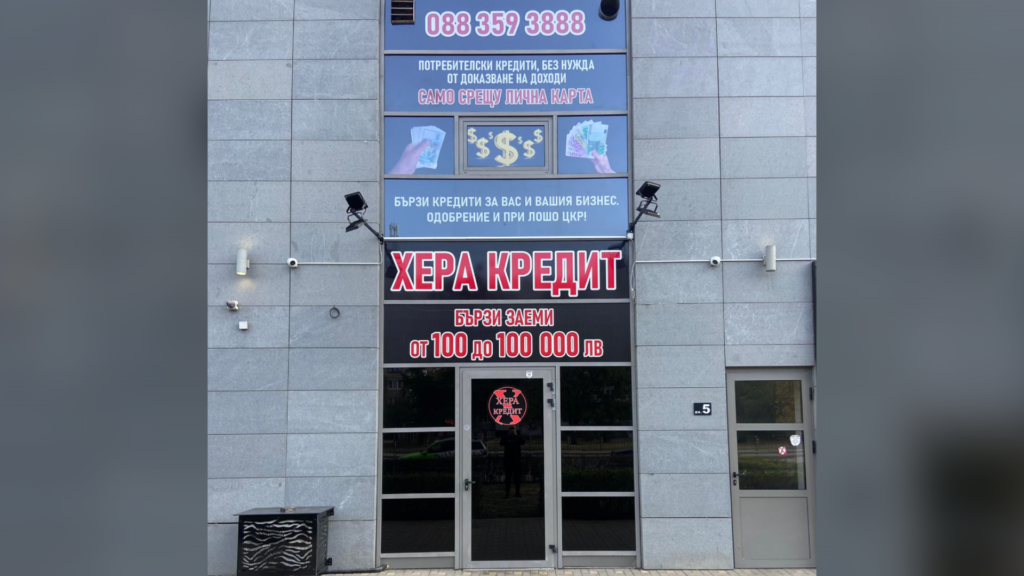 088 359 3888
ПОТРЕБИТЕЛСКИ КРЕДИТИ, БЕЗ НУЖДА
ОТ ДОКАЗВАНЕ НА ДОХОДИ
САМО СРЕЩУ ЛИЧНА КАРТА
$ $ $ $ $ $ $
БЪРЗИ КРЕДИТИ ЗА ВАС И ВАШИЯ БИЗНЕС.
ОДОБРЕНИЕ И ПРИ ЛОШО ЦКР!
ХЕРА КРЕДИТ
БЪРЗИ ЗАЕМИ
ОТ 100 ДО 100 000 ЛВ
ХЕРА
КРЕДИТ
вх. 5